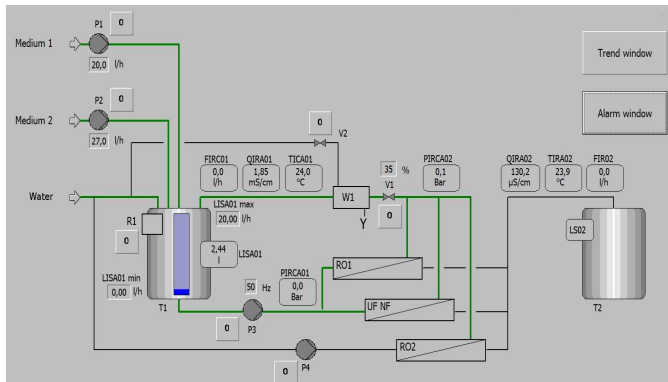 P1
0
Medium 1
20,0 l/h
Trend window
P2
0
Medium 2
27,0 l/h
Alarm window
0
V2
FIRC01
0,0
l/h
QIRA01
1,85
mS/cm
TICA01
24,0
°C
35 %
V1
0
PIRCA02
0,1
Bar
QIRA02
130,2
µS/cm
TIRA02
23,9
°C
FIR02
0,0
l/h
Water
W1
Y
LISA01 max
20,00 l/h
R1
0
2,44
l
LISA01
LS02
LISA01 min
0,00 l/h
T1
50 Hz
PIRCA01
0,0
Bar
RO1
UF NF
T2
0
P3
RO2
0
P4